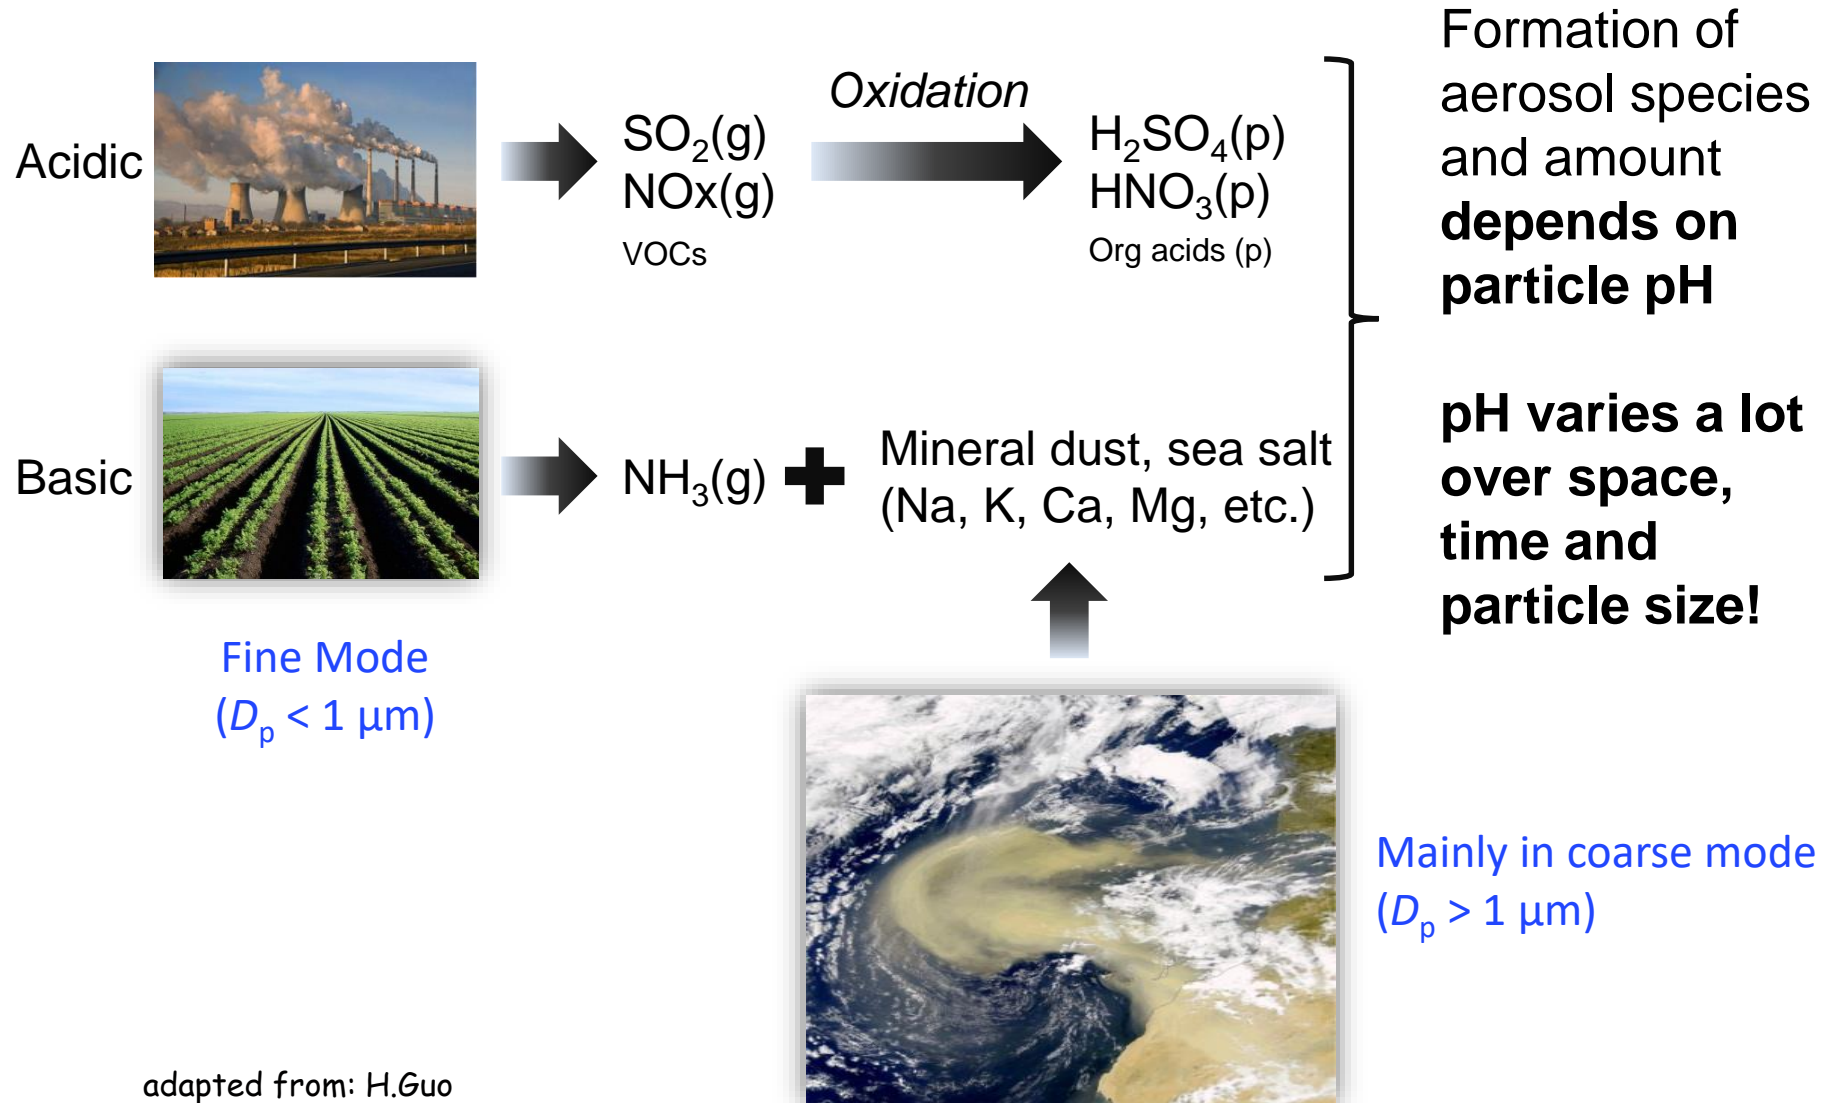 Acidic
SO₂(g)
NOx(g)
VOCs
Oxidation
H₂SO₄(p)
HNO₃(p)
Org acids (p)
Formation of
aerosol species
and amount
depends on
particle pH
pH varies a lot
over space,
time and
particle size!
Basic
NH₃(g)
Mineral dust, sea salt
(Na, K, Ca, Mg, etc.)
Fine Mode
(Dₚ < 1 μm)
Mainly in coarse mode
(Dₚ > 1 μm)
adapted from: H.Guo